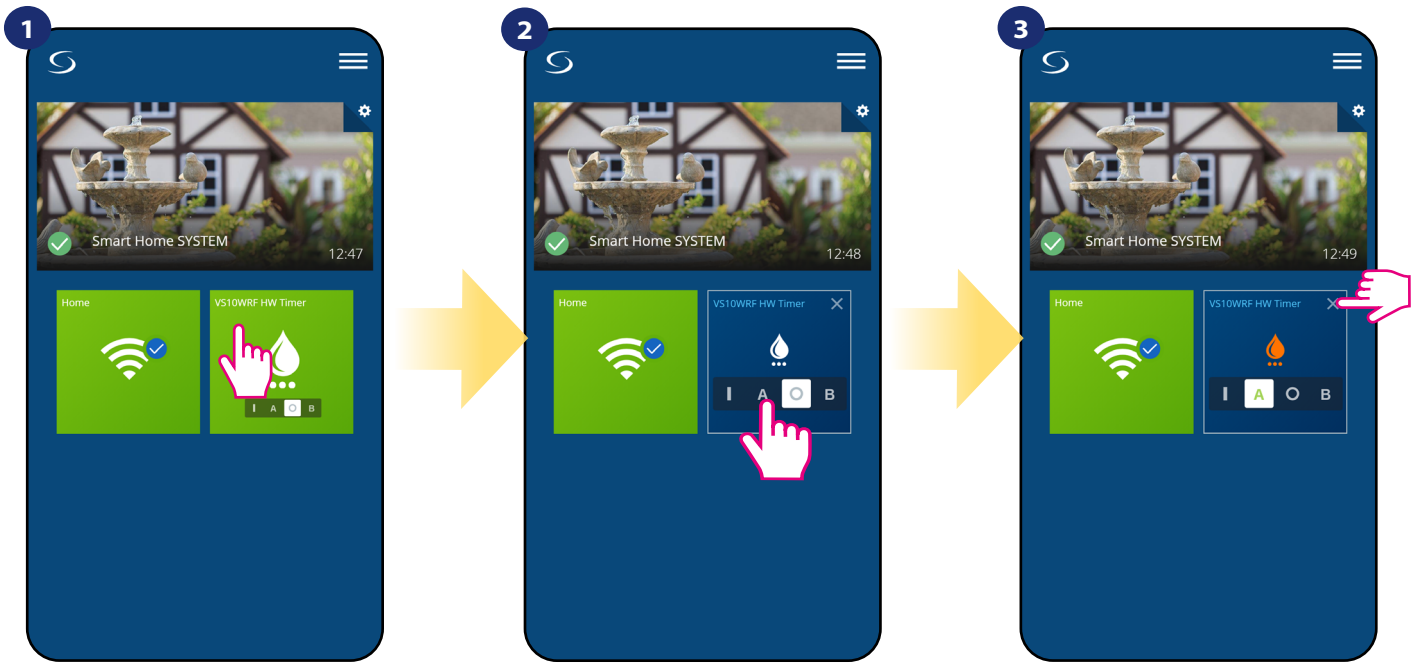 1
Smart Home SYSTEM
12:47
Home
VS10WRF HW Timer
I A O B
2
Smart Home SYSTEM
12:48
Home
VS10WRF HW Timer
I A O B
3
Smart Home SYSTEM
12:49
Home
VS10WRF HW Timer
I A O B